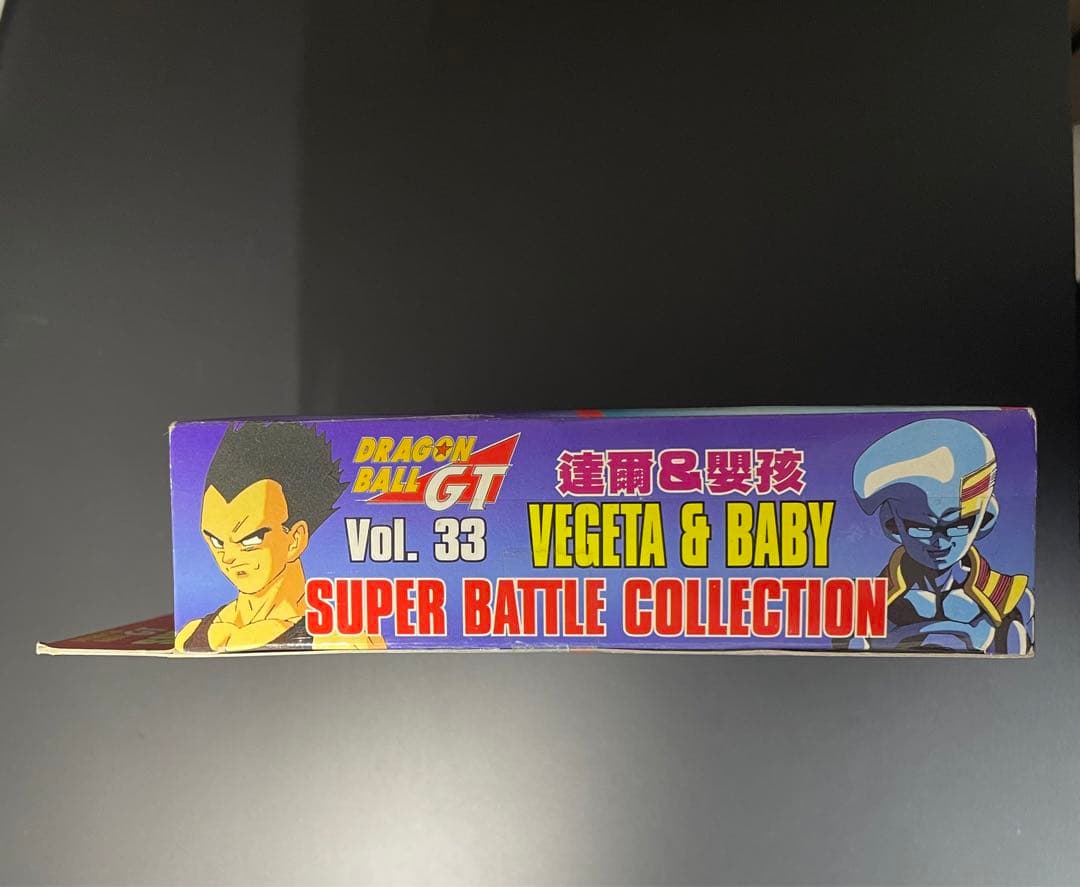 DRAGON
BALL GT
達爾&嬰孩
Vol. 33
VEGETA & BABY
SUPER BATTLE COLLECTION